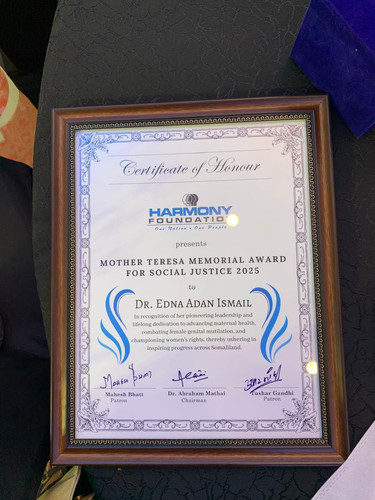 Certificate of Honour
HARMONY
FOUNDATION
One Nation • One People
presents
MOTHER TERESA MEMORIAL AWARD
FOR SOCIAL JUSTICE 2025
to
DR. EDNA ADAN ISMAIL
In recognition of her pioneering leadership and
lifelong dedication to advancing maternal health,
combating female genital mutilation, and
championing women's rights, thereby ushering in
inspiring progress across Somaliland.
Mahesh Bhatt
Dr. Abraham Mathai
Tushar Gandhi
Patron
Chairman
Patron